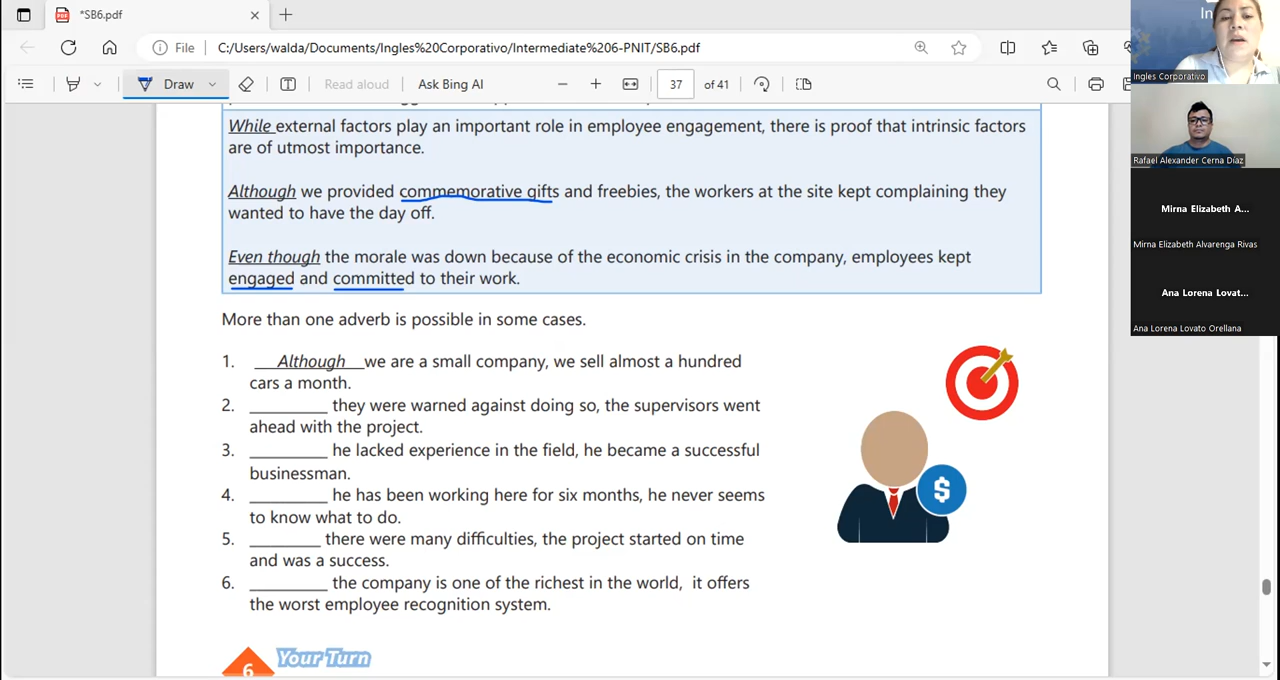 *SB6.pdf
File
C:/Users/walda/Documents/Ingles%20Corporativo/Intermediate%206-PNIT/SB6.pdf
Draw
Read aloud
Ask Bing AI
37
of 41
While external factors play an important role in employee engagement, there is proof that intrinsic factors
are of utmost importance.
Although we provided commemorative gifts and freebies, the workers at the site kept complaining they
wanted to have the day off.
Even though the morale was down because of the economic crisis in the company, employees kept
engaged and committed to their work.
More than one adverb is possible in some cases.
1. __Although__ we are a small company, we sell almost a hundred
cars a month.
2. _________ they were warned against doing so, the supervisors went
ahead with the project.
3. _________ he lacked experience in the field, he became a successful
businessman.
4. _________ he has been working here for six months, he never seems
to know what to do.
5. ________ there were many difficulties, the project started on time
and was a success.
6. _________ the company is one of the richest in the world, it offers
the worst employee recognition system.
$
6
Your Turn
In
Ingles Corporativo
Rafael Alexander Cerna Díaz
Mirna Elizabeth A...
Mirna Elizabeth Alvarenga Rivas
Ana Lorena Lovat...
Ana Lorena Lovato Orellana